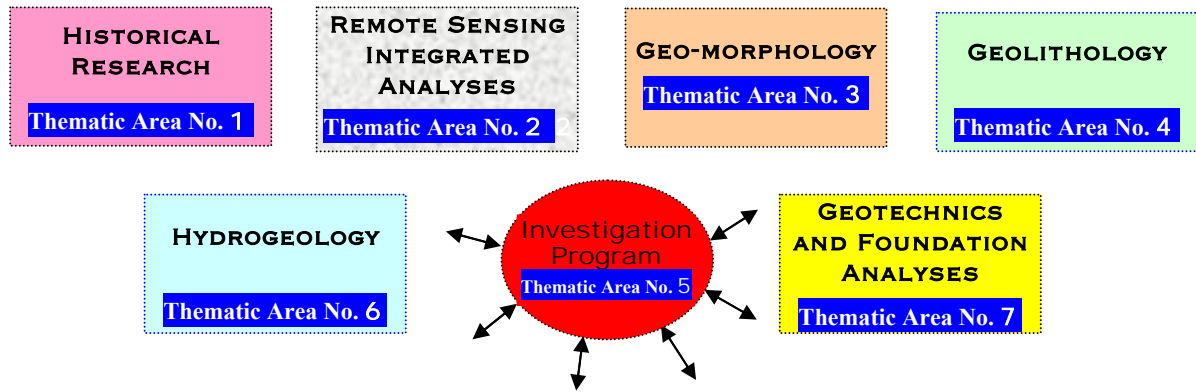 HISTORICAL
RESEARCH
Thematic Area No. 1
REMOTE SENSING
INTEGRATED
ANALYSES
Thematic Area No. 2 2
GEO-MORPHOLOGY
Thematic Area No. 3
GEOLITHOLOGY
Thematic Area No. 4
HYDROGEOLOGY
Thematic Area No. 6
Investigation
Program
Thematic Area No. 5
GEOTECHNICS
AND FOUNDATION
ANALYSES
Thematic Area No. 7